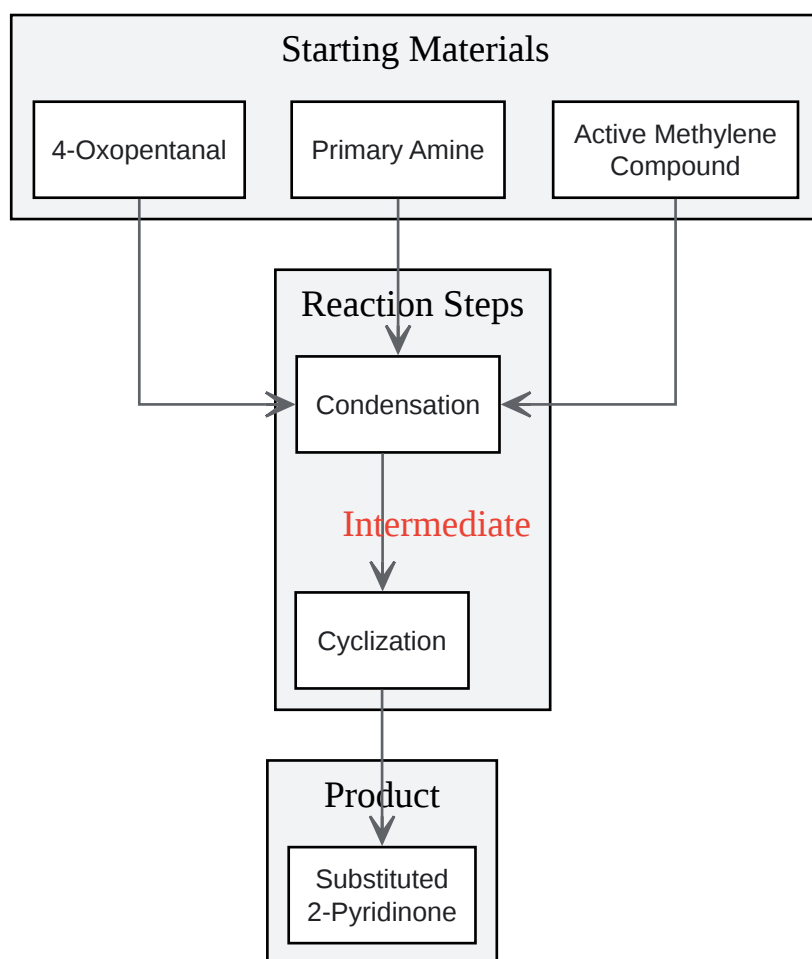 Starting Materials
4-Oxopentanal
Primary Amine
Active Methylene
Compound
Reaction Steps
Condensation
Intermediate
Cyclization
Product
Substituted
2-Pyridinone